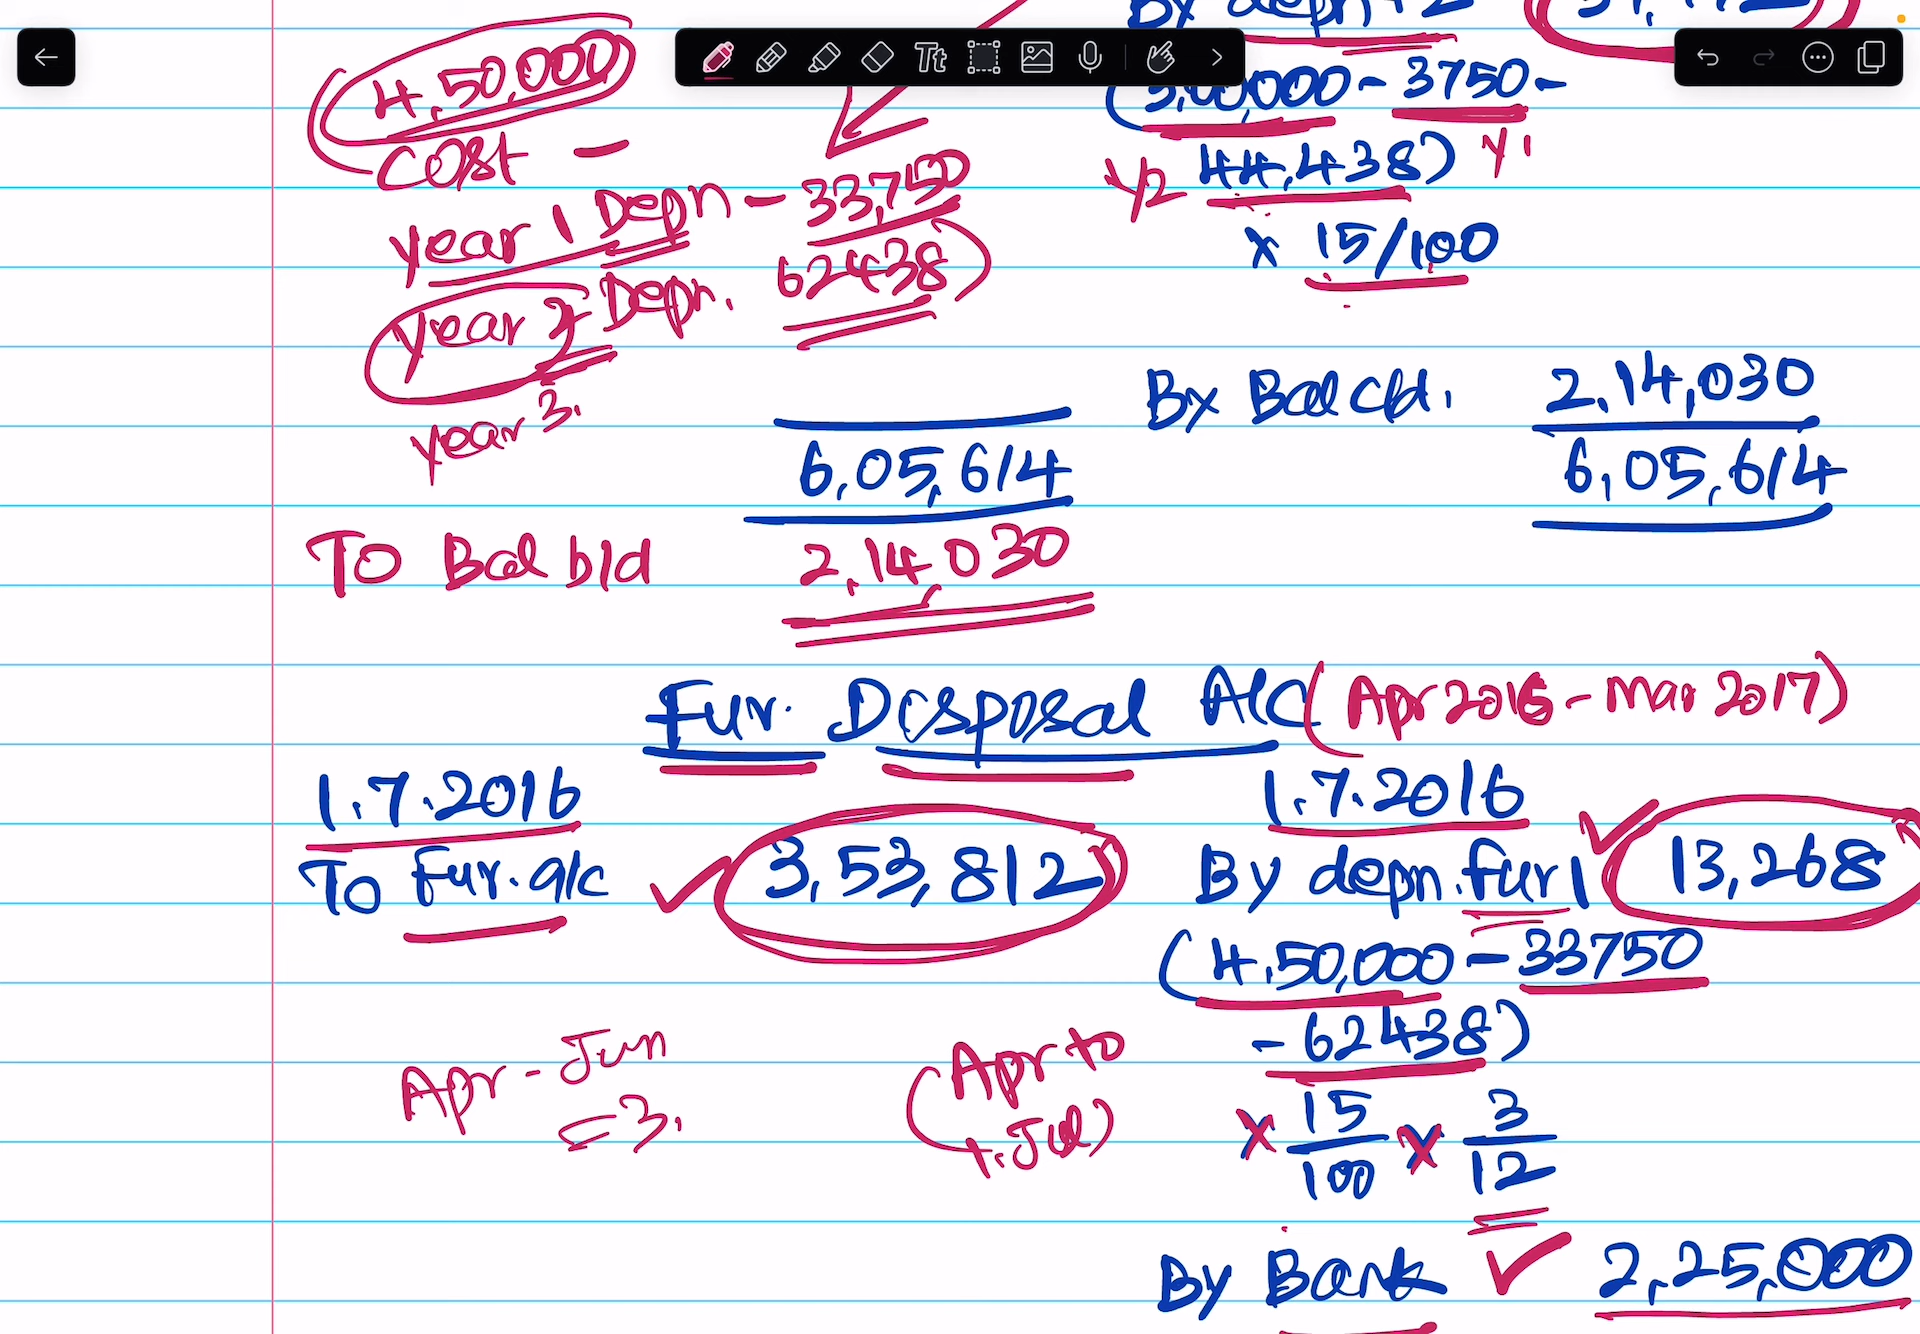 By depn
4,50,000
3,00,000 - 3750 -
cost -
44,438) Y1
Y2
year 1 Depn - 33,750
x 15/100
year 2 Depn. 62438)
year 3.
By Bal c/d. 2,14,030
6,05,614 6,05,614
To Bal b/d 2,14,030
Fur. Disposal A/C (Apr 2016 - Mar 2017)
1.7.2016 1.7.2016
To Fur. a/c ✓ 3,53,812 By depn. fur 1 ✓ 13,268
(4,50,000 - 33750
- 62438)
Apr - Jun (Apr to
= 3. 1. Jul) x 15/100 x 3/12
By Bank ✓ 2,25,000